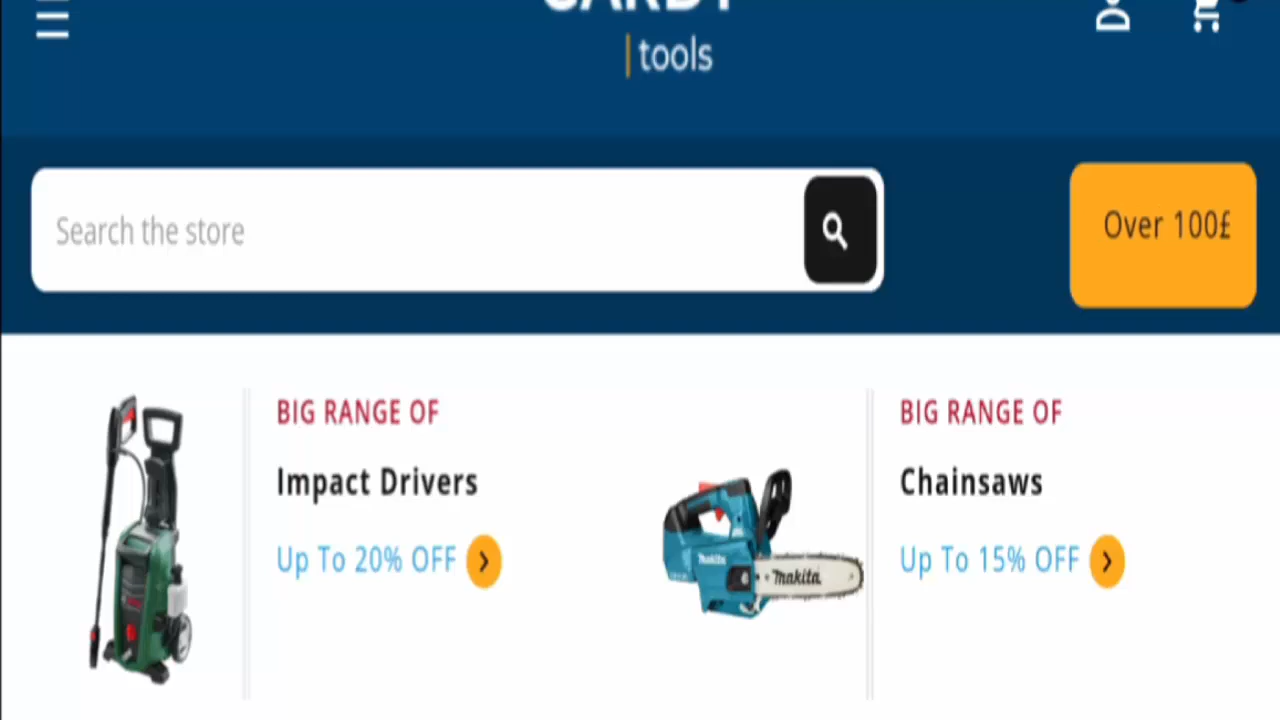 tools
Search the store
Over 100£
BIG RANGE OF
Impact Drivers
Up To 20% OFF
BIG RANGE OF
Chainsaws
Up To 15% OFF
makita
makita